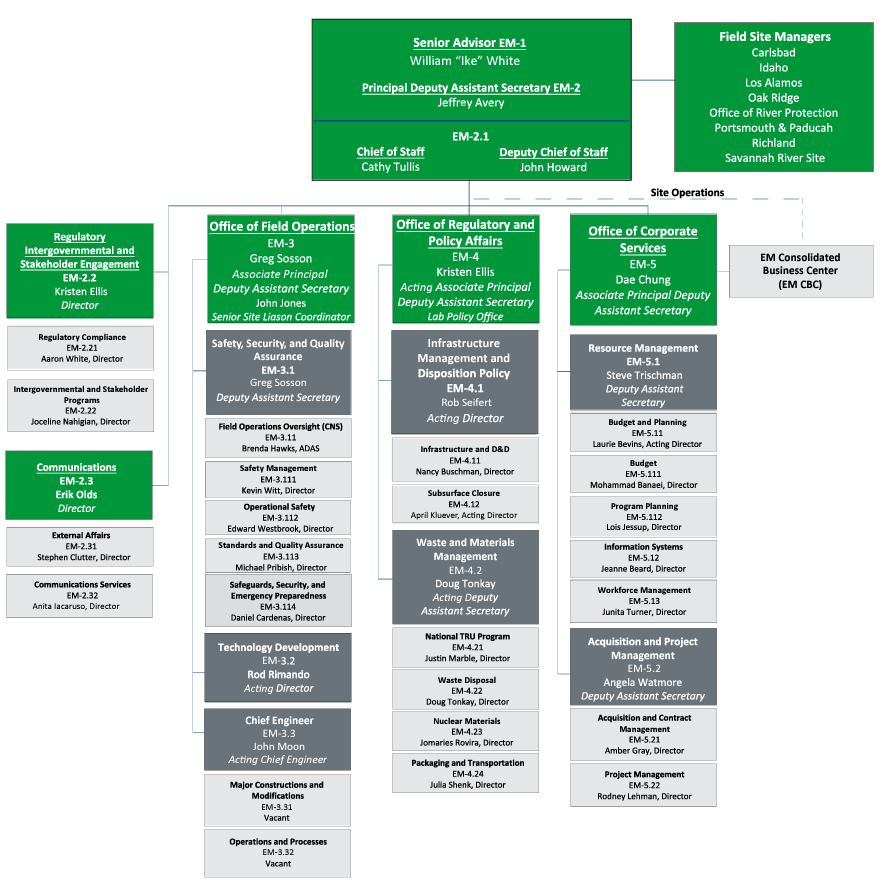 Senior Advisor EM-1
William “Ike” White
Principal Deputy Assistant Secretary EM-2
Jeffrey Avery
EM-2.1
Chief of Staff
Cathy Tullis
Deputy Chief of Staff
John Howard
Field Site Managers
Carlsbad
Idaho
Los Alamos
Oak Ridge
Office of River Protection
Portsmouth & Paducah
Richland
Savannah River Site
Site Operations
EM Consolidated
Business Center
(EM CBC)
Regulatory
Intergovernmental and
Stakeholder Engagement
EM-2.2
Kristen Ellis
Director
Regulatory Compliance
EM-2.21
Aaron White, Director
Intergovernmental and Stakeholder
Programs
EM-2.22
Joceline Nahigian, Director
Communications
EM-2.3
Erik Olds
Director
External Affairs
EM-2.31
Stephen Clutter, Director
Communications Services
EM-2.32
Anita Iacaruso, Director
Office of Field Operations
EM-3
Greg Sosson
Associate Principal
Deputy Assistant Secretary
John Jones
Senior Site Liason Coordinator
Safety, Security, and Quality
Assurance
EM-3.1
Greg Sosson
Deputy Assistant Secretary
Field Operations Oversight (CNS)
EM-3.11
Brenda Hawks, ADAS
Safety Management
EM-3.111
Kevin Witt, Director
Operational Safety
EM-3.112
Edward Westbrook, Director
Standards and Quality Assurance
EM-3.113
Michael Pribish, Director
Safeguards, Security, and
Emergency Preparedness
EM-3.114
Daniel Cardenas, Director
Technology Development
EM-3.2
Rod Rimando
Acting Director
Chief Engineer
EM-3.3
John Moon
Acting Chief Engineer
Major Constructions and
Modifications
EM-3.31
Vacant
Operations and Processes
EM-3.32
Vacant
Office of Regulatory and
Policy Affairs
EM-4
Kristen Ellis
Acting Associate Principal
Deputy Assistant Secretary
Lab Policy Office
Infrastructure
Management and
Disposition Policy
EM-4.1
Rob Seifert
Acting Director
Infrastructure and D&D
EM-4.11
Nancy Buschman, Director
Subsurface Closure
EM-4.12
April Kluever, Acting Director
Waste and Materials
Management
EM-4.2
Doug Tonkay
Acting Deputy
Assistant Secretary
National TRU Program
EM-4.21
Justin Marble, Director
Waste Disposal
EM-4.22
Doug Tonkay, Director
Nuclear Materials
EM-4.23
Jomaries Rovira, Director
Packaging and Transportation
EM-4.24
Julia Shenk, Director
Office of Corporate
Services
EM-5
Dae Chung
Associate Principal Deputy
Assistant Secretary
Resource Management
EM-5.1
Steve Trischman
Deputy Assistant
Secretary
Budget and Planning
EM-5.11
Laurie Bevins, Acting Director
Budget
EM-5.111
Mohammad Banaei, Director
Program Planning
EM-5.112
Lois Jessup, Director
Information Systems
EM-5.12
Jeanne Beard, Director
Workforce Management
EM-5.13
Junita Turner, Director
Acquisition and Project
Management
EM-5.2
Angela Watmore
Deputy Assistant Secretary
Acquisition and Contract
Management
EM-5.21
Amber Gray, Director
Project Management
EM-5.22
Rodney Lehman, Director